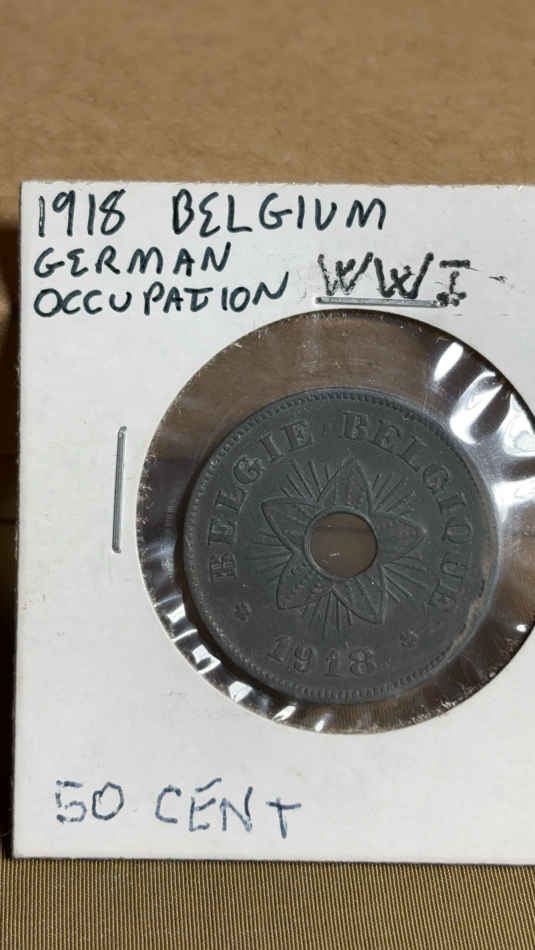 1918 BELGIUM
GERMAN
OCCUPATION WWI
BELGIE · BELGIQUE
* 1918 *
50 CENT